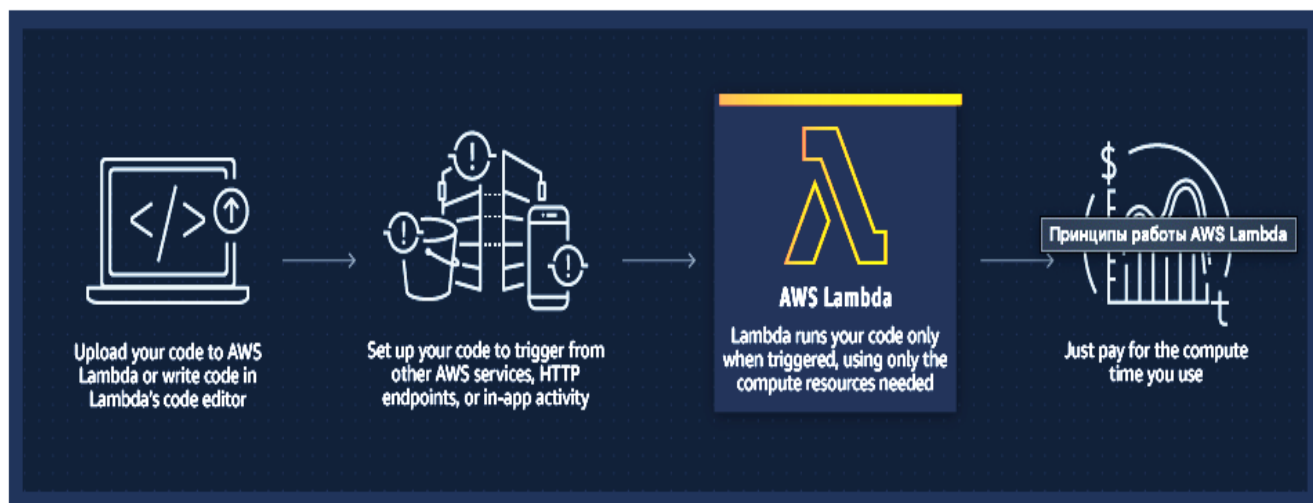 Upload your code to AWS
Lambda or write code in
Lambda's code editor
Set up your code to trigger from
other AWS services, HTTP
endpoints, or in-app activity
AWS Lambda
Lambda runs your code only
when triggered, using only the
compute resources needed
$
Принципы работы AWS Lambda
t
Just pay for the compute
time you use